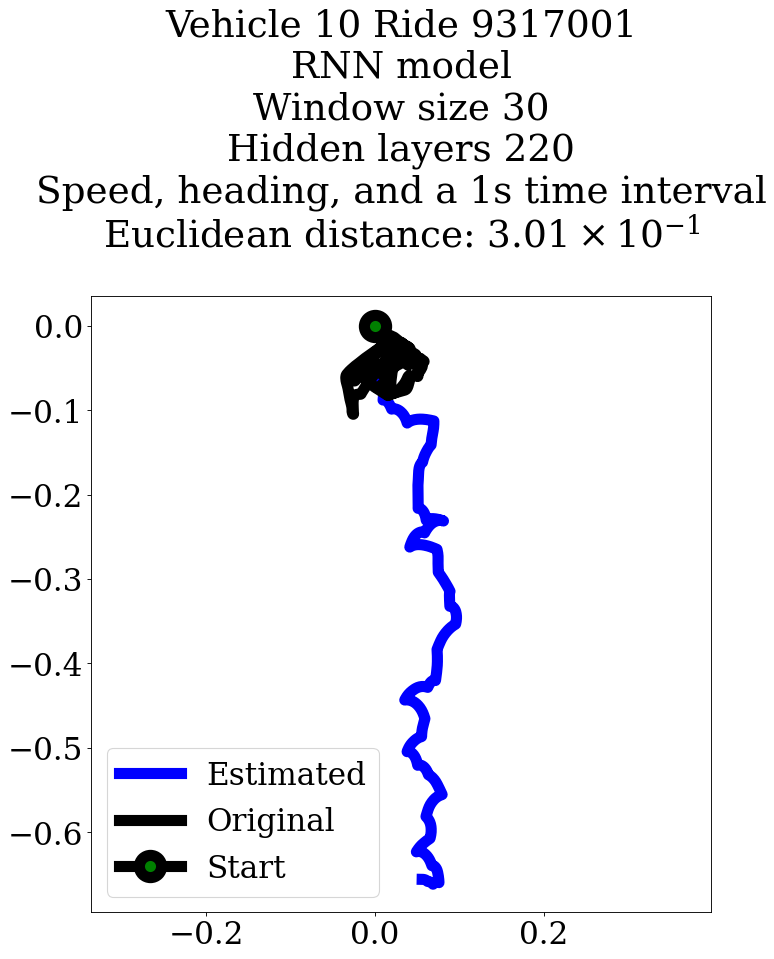 Vehicle 10 Ride 9317001
RNN model
Window size 30
Hidden layers 220
Speed, heading, and a 1s time interval
Euclidean distance: 3.01 × 10⁻¹
0.0
−0.1
−0.2
−0.3
−0.4
−0.5
−0.6
Estimated
Original
Start
−0.2 0.0 0.2